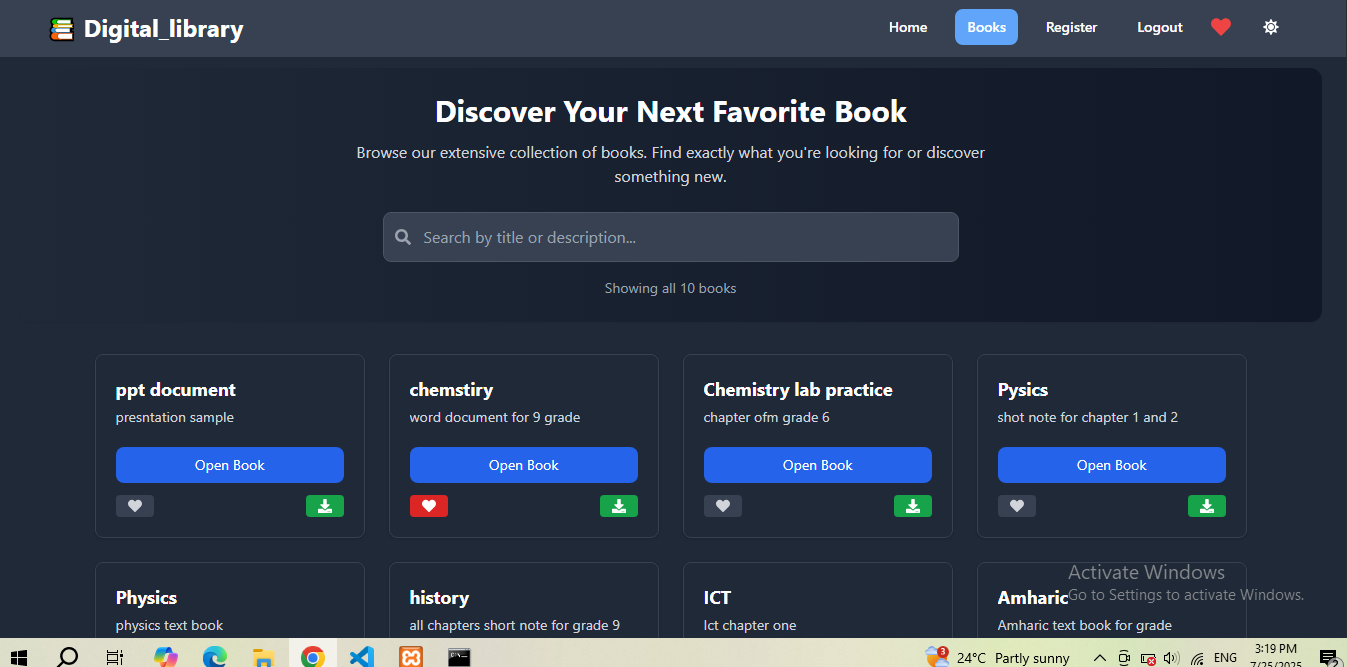 Digital_library
Home
Books
Register
Logout
Discover Your Next Favorite Book
Browse our extensive collection of books. Find exactly what you're looking for or discover
something new.
Search by title or description...
Showing all 10 books
ppt document
presntation sample
Open Book
chemstiry
word document for 9 grade
Open Book
Chemistry lab practice
chapter ofm grade 6
Open Book
Pysics
shot note for chapter 1 and 2
Open Book
Physics
physics text book
history
all chapters short note for grade 9
ICT
Ict chapter one
Amharic
Amharic text book for grade
Activate Windows
Go to Settings to activate Windows.
3
24°C Partly sunny
ENG
3:19 PM
7/25/2025
2